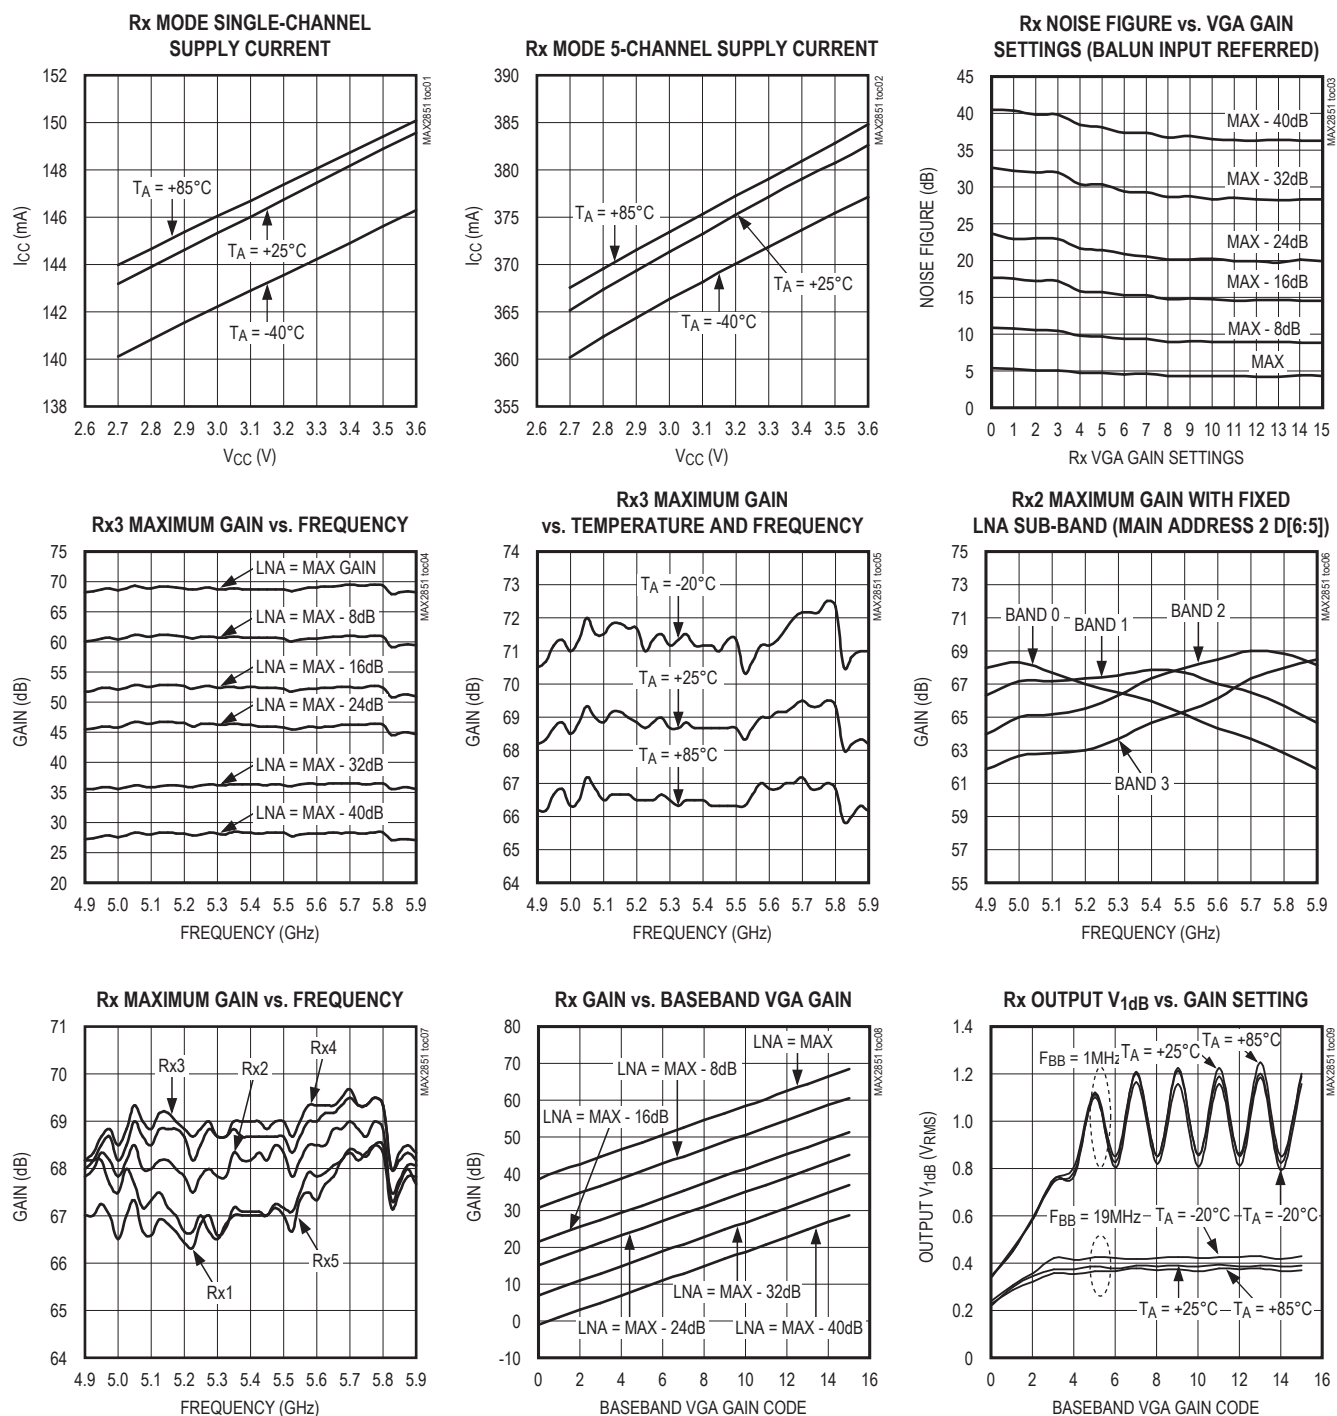 Rx MODE SINGLE-CHANNEL
SUPPLY CURRENT
152
150
148
146
144
142
140
138
ICC (mA)
TA = +85°C
TA = +25°C
TA = -40°C
2.6 2.7 2.8 2.9 3.0 3.1 3.2 3.3 3.4 3.5 3.6
VCC (V)
MAX2851 toc01
Rx MODE 5-CHANNEL SUPPLY CURRENT
390
385
380
375
370
365
360
355
ICC (mA)
TA = +85°C
TA = +25°C
TA = -40°C
2.6 2.7 2.8 2.9 3.0 3.1 3.2 3.3 3.4 3.5 3.6
VCC (V)
MAX2851 toc02
Rx NOISE FIGURE vs. VGA GAIN
SETTINGS (BALUN INPUT REFERRED)
45
40
35
30
25
20
15
10
5
0
NOISE FIGURE (dB)
MAX - 40dB
MAX - 32dB
MAX - 24dB
MAX - 16dB
MAX - 8dB
MAX
0 1 2 3 4 5 6 7 8 9 10 11 12 13 14 15
Rx VGA GAIN SETTINGS
MAX2851 toc03
Rx3 MAXIMUM GAIN vs. FREQUENCY
75
70
65
60
55
50
45
40
35
30
25
20
GAIN (dB)
LNA = MAX GAIN
LNA = MAX - 8dB
LNA = MAX - 16dB
LNA = MAX - 24dB
LNA = MAX - 32dB
LNA = MAX - 40dB
4.9 5.0 5.1 5.2 5.3 5.4 5.5 5.6 5.7 5.8 5.9
FREQUENCY (GHz)
MAX2851 toc04
Rx3 MAXIMUM GAIN
vs. TEMPERATURE AND FREQUENCY
74
73
72
71
70
69
68
67
66
65
64
GAIN (dB)
TA = -20°C
TA = +25°C
TA = +85°C
4.9 5.0 5.1 5.2 5.3 5.4 5.5 5.6 5.7 5.8 5.9
FREQUENCY (GHz)
MAX2851 toc05
Rx2 MAXIMUM GAIN WITH FIXED
LNA SUB-BAND (MAIN ADDRESS 2 D[6:5])
75
73
71
69
67
65
63
61
59
57
55
GAIN (dB)
BAND 0
BAND 1
BAND 2
BAND 3
4.9 5.0 5.1 5.2 5.3 5.4 5.5 5.6 5.7 5.8 5.9
FREQUENCY (GHz)
MAX2851 toc06
Rx MAXIMUM GAIN vs. FREQUENCY
71
70
69
68
67
66
65
64
GAIN (dB)
Rx3
Rx2
Rx4
Rx1
Rx5
4.9 5.0 5.1 5.2 5.3 5.4 5.5 5.6 5.7 5.8 5.9
FREQUENCY (GHz)
MAX2851 toc07
Rx GAIN vs. BASEBAND VGA GAIN
80
70
60
50
40
30
20
10
0
-10
GAIN (dB)
LNA = MAX
LNA = MAX - 8dB
LNA = MAX - 16dB
LNA = MAX - 32dB
LNA = MAX - 24dB
LNA = MAX - 40dB
0 2 4 6 8 10 12 14 16
BASEBAND VGA GAIN CODE
MAX2851 toc08
Rx OUTPUT V1dB vs. GAIN SETTING
1.4
1.2
1.0
0.8
0.6
0.4
0.2
0
OUTPUT V1dB (VRMS)
FBB = 1MHz
TA = +25°C
TA = +85°C
FBB = 19MHz
TA = -20°C
TA = -20°C
TA = +25°C
TA = +85°C
0 2 4 6 8 10 12 14 16
BASEBAND VGA GAIN CODE
MAX2851 toc09